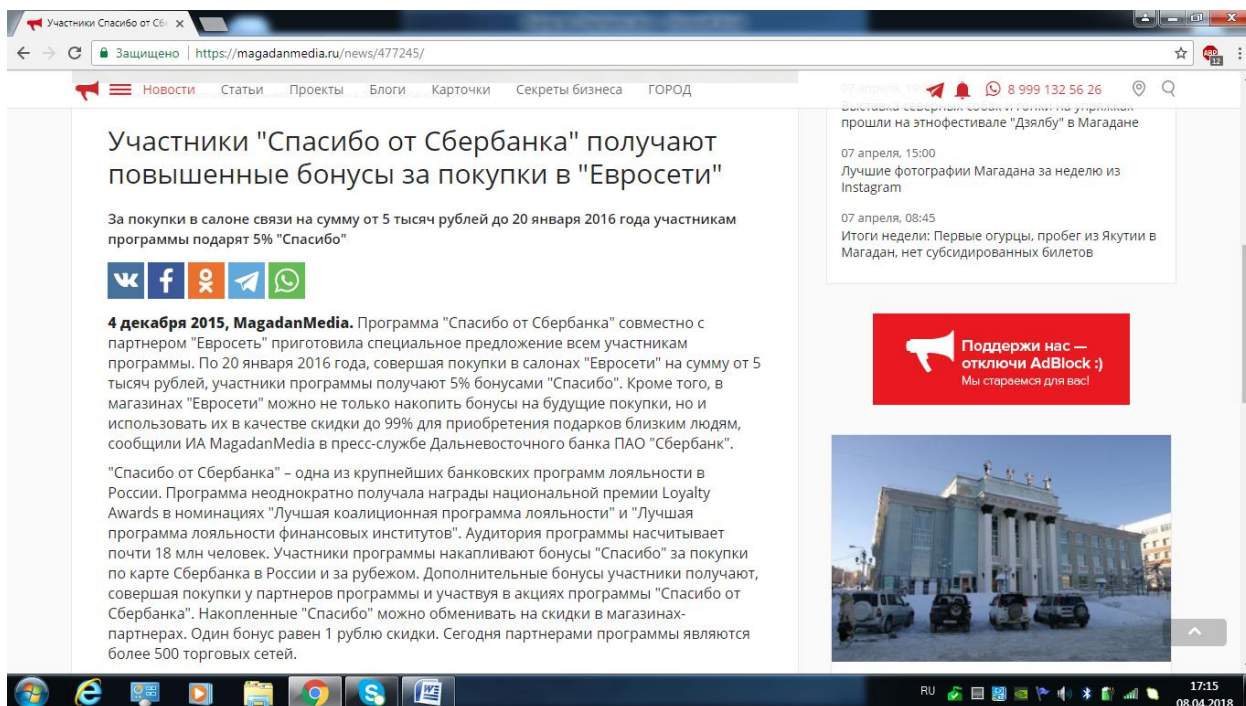 Участники Спасибо от Сбе
Защищено | https://magadanmedia.ru/news/477245/
ABP
12
Новости Статьи Проекты Блоги Карточки Секреты бизнеса ГОРОД
8 999 132 56 26
Участники "Спасибо от Сбербанка" получают
повышенные бонусы за покупки в "Евросети"
За покупки в салоне связи на сумму от 5 тысяч рублей до 20 января 2016 года участникам
программы подарят 5% "Спасибо"
4 декабря 2015, MagadanMedia. Программа "Спасибо от Сбербанка" совместно с
партнером "Евросеть" приготовила специальное предложение всем участникам
программы. По 20 января 2016 года, совершая покупки в салонах "Евросети" на сумму от 5
тысяч рублей, участники программы получают 5% бонусами "Спасибо". Кроме того, в
магазинах "Евросети" можно не только накопить бонусы на будущие покупки, но и
использовать их в качестве скидки до 99% для приобретения подарков близким людям,
сообщили ИА MagadanMedia в пресс-службе Дальневосточного банка ПАО "Сбербанк".
"Спасибо от Сбербанка" – одна из крупнейших банковских программ лояльности в
России. Программа неоднократно получала награды национальной премии Loyalty
Awards в номинациях "Лучшая коалиционная программа лояльности" и "Лучшая
программа лояльности финансовых институтов". Аудитория программы насчитывает
почти 18 млн человек. Участники программы накапливают бонусы "Спасибо" за покупки
по карте Сбербанка в России и за рубежом. Дополнительные бонусы участники получают,
совершая покупки у партнеров программы и участвуя в акциях программы "Спасибо от
Сбербанка". Накопленные "Спасибо" можно обменивать на скидки в магазинах-
партнерах. Один бонус равен 1 рублю скидки. Сегодня партнерами программы являются
более 500 торговых сетей.
07 апреля,
Выставка северных собак и гонки на упряжках
прошли на этнофестивале "Дялбу" в Магадане
07 апреля, 15:00
Лучшие фотографии Магадана за неделю из
Instagram
07 апреля, 08:45
Итоги недели: Первые огурцы, пробег из Якутии в
Магадан, нет субсидированных билетов
Поддержи нас —
отключи AdBlock :)
Мы стараемся для вас!
RU
17:15
08.04.2018